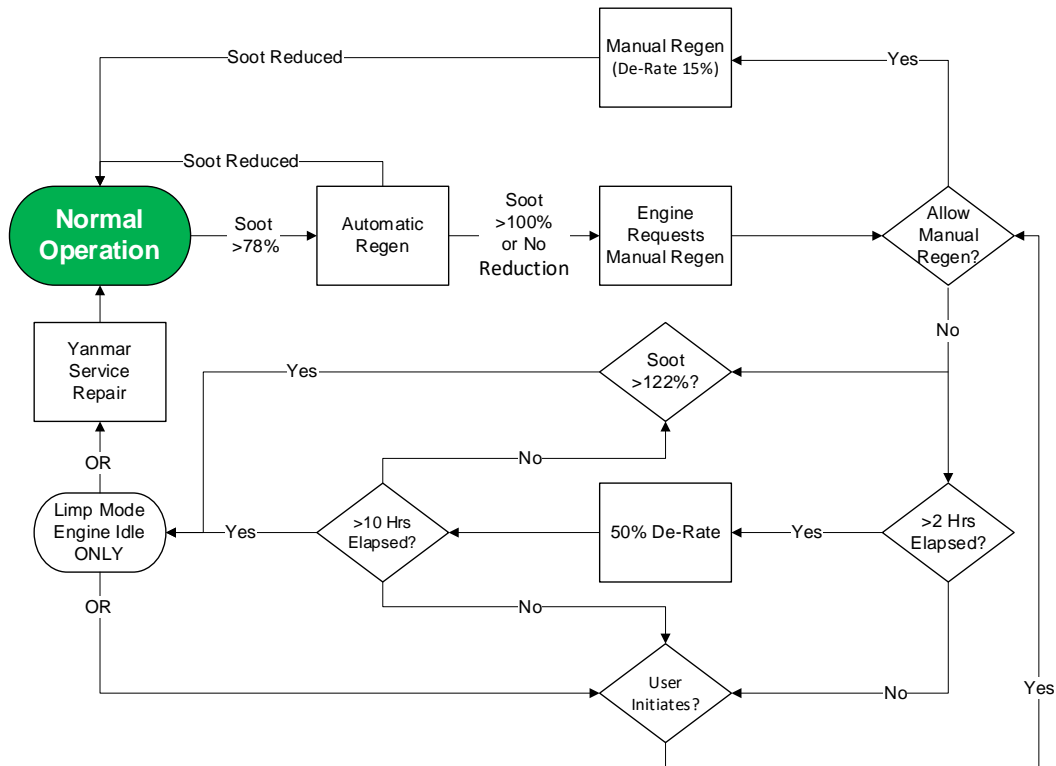 Manual Regen
(De-Rate 15%)
Soot Reduced
Yes
Soot Reduced
Normal
Operation
Soot
>78%
Automatic
Regen
Soot
>100%
or No
Reduction
Engine
Requests
Manual Regen
Allow
Manual
Regen?
No
Yanmar
Service
Repair
Yes
Soot
>122%?
OR
No
Limp Mode
Engine Idle
ONLY
Yes
>10 Hrs
Elapsed?
50% De-Rate
Yes
>2 Hrs
Elapsed?
OR
No
User
Initiates?
No
Yes